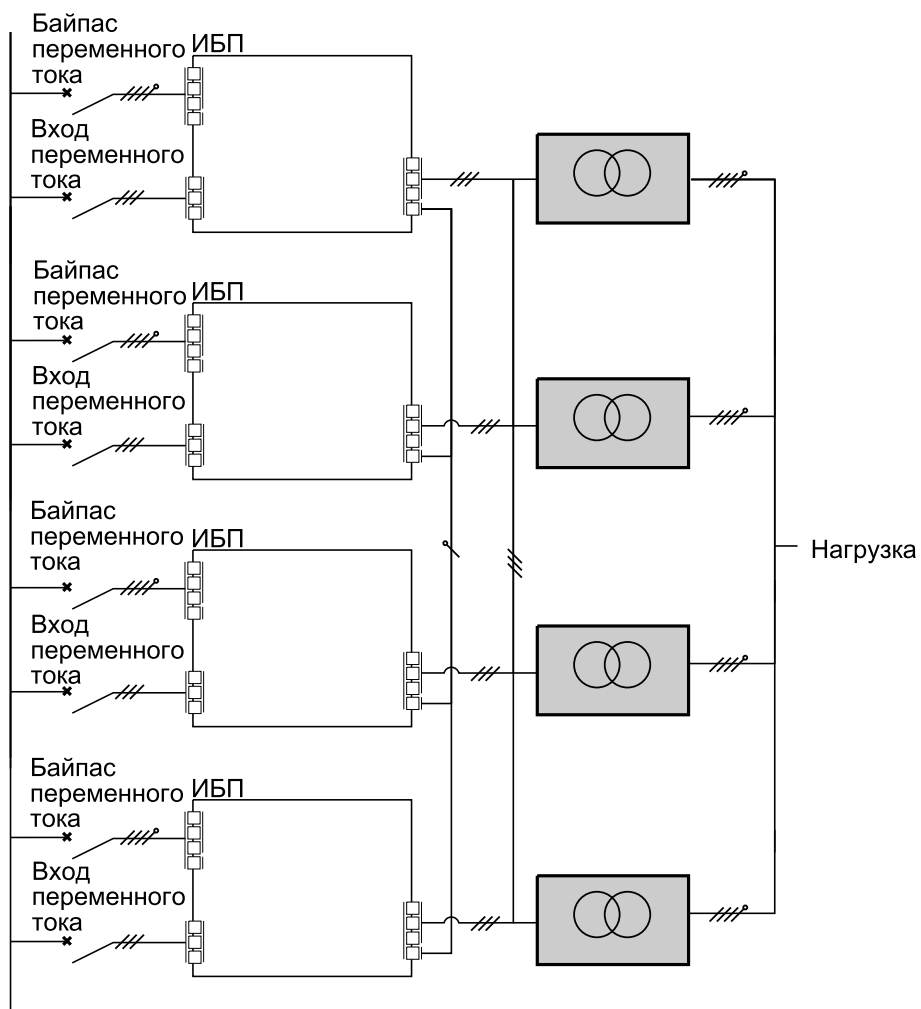 Байпас
переменного
тока
ИБП
Вход
переменного
тока
Байпас
переменного
тока
ИБП
Вход
переменного
тока
Байпас
переменного
тока
ИБП
Вход
переменного
тока
Нагрузка
Байпас
переменного
тока
ИБП
Вход
переменного
тока